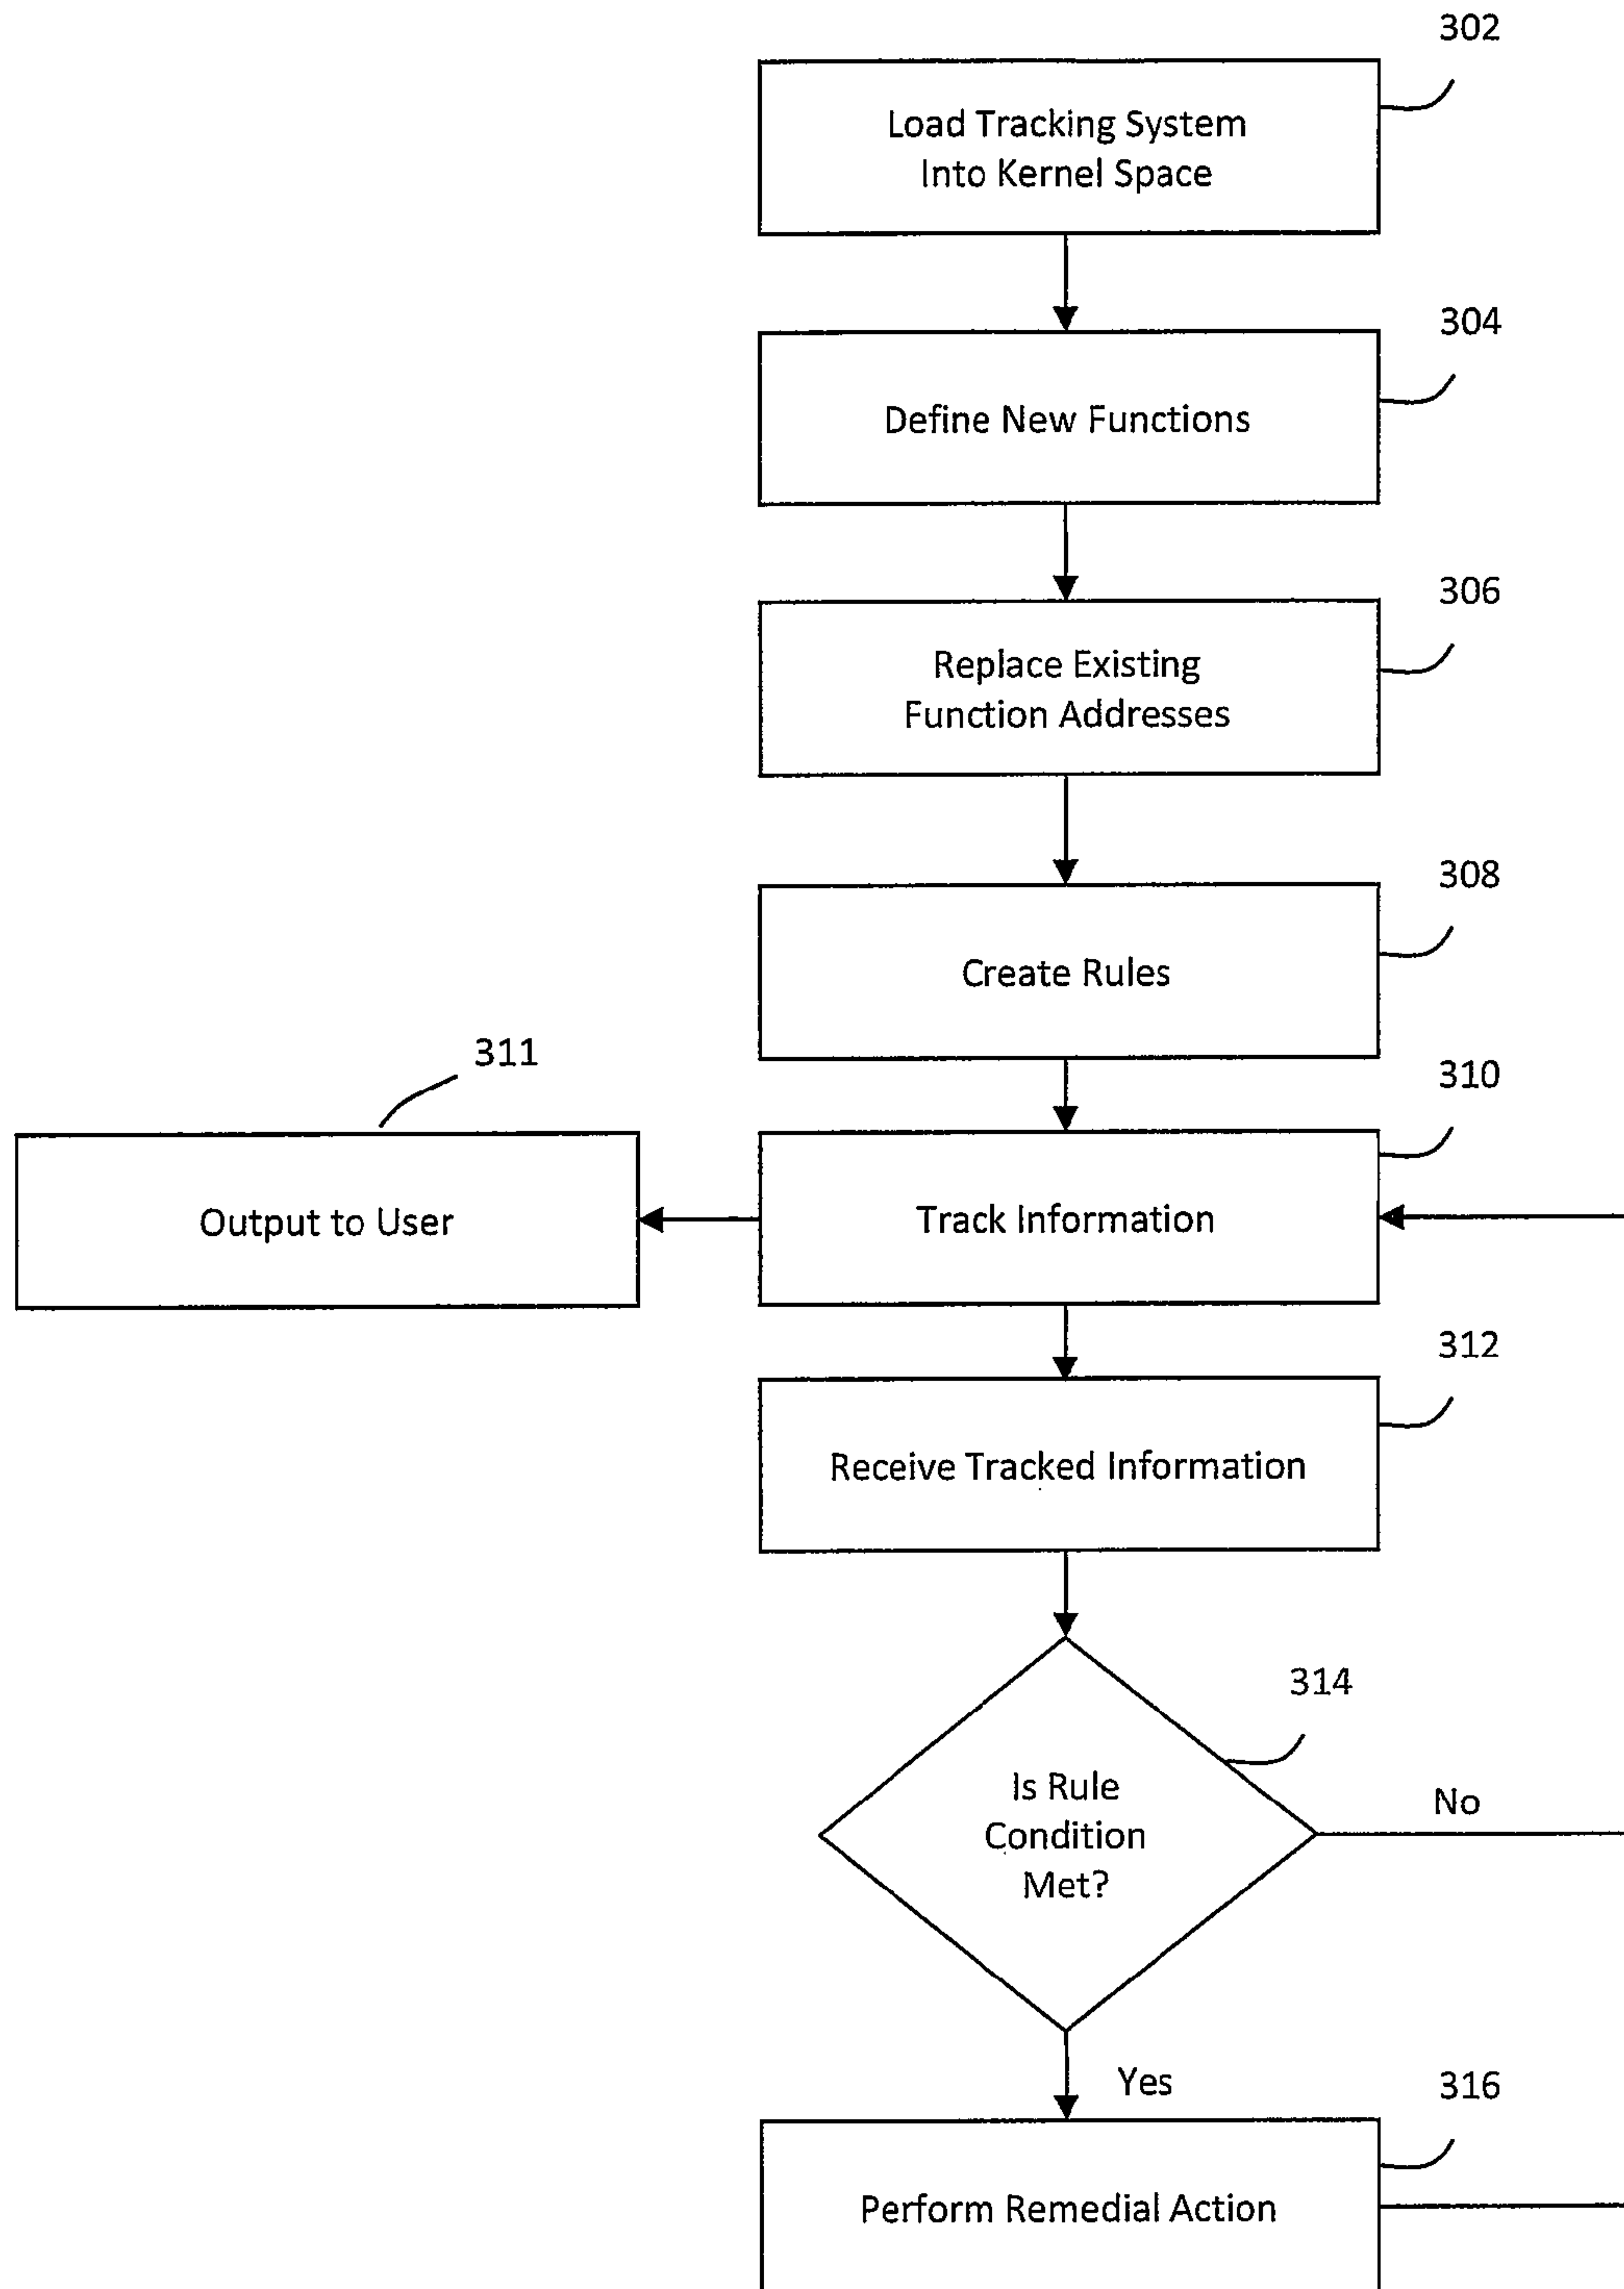 302
Load Tracking System
Into Kernel Space
304
Define New Functions
306
Replace Existing
Function Addresses
308
Create Rules
311
310
Output to User
Track Information
312
Receive Tracked Information
314
Is Rule
Condition
Met?
No
Yes
316
Perform Remedial Action